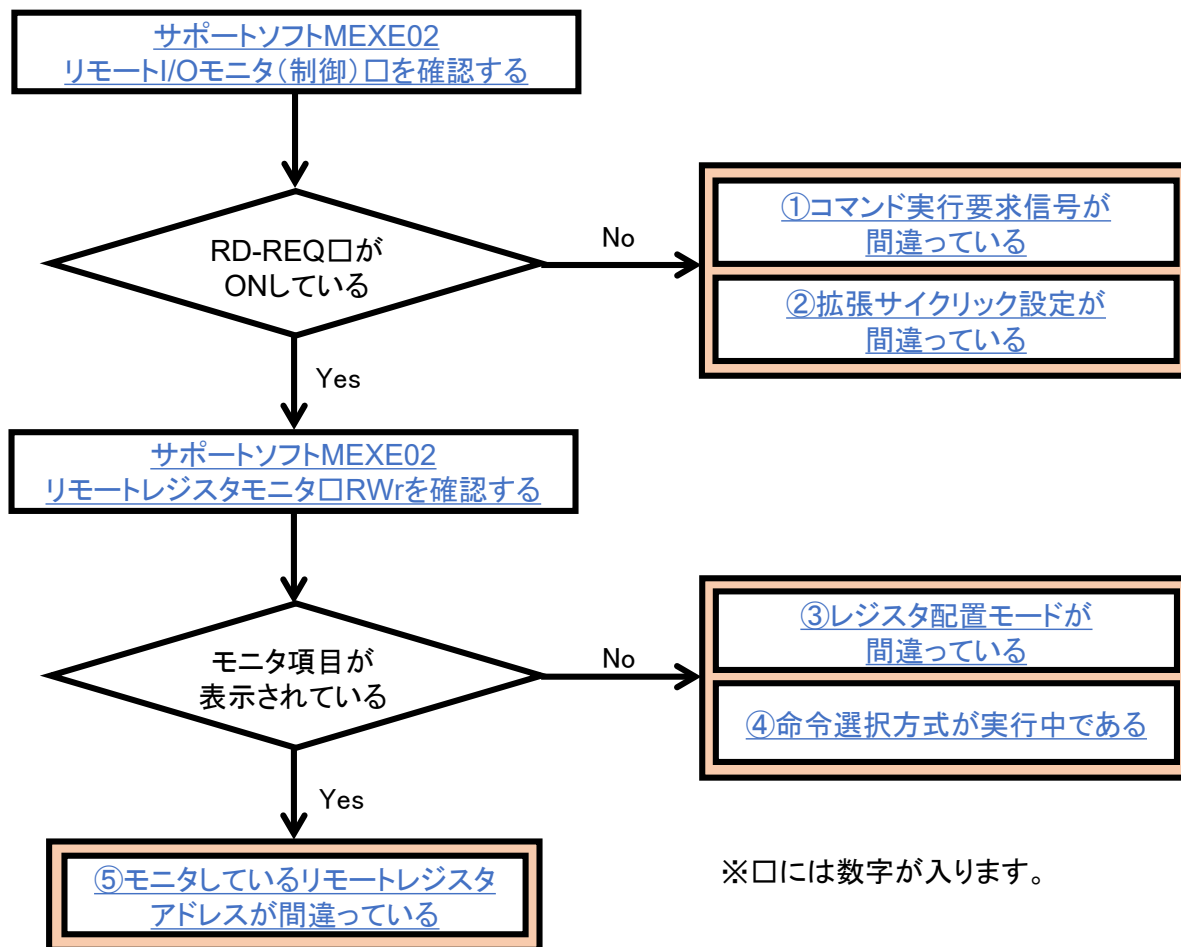 サポートソフトMEXE02
リモートI/Oモニタ(制御)□を確認する
RD-REQ□が
ONしている
No
①コマンド実行要求信号が
間違っている
②拡張サイクリック設定が
間違っている
Yes
サポートソフトMEXE02
リモートレジスタモニタ□RWrを確認する
モニタ項目が
表示されている
No
③レジスタ配置モードが
間違っている
④命令選択方式が実行中である
Yes
⑤モニタしているリモートレジスタ
アドレスが間違っている
※□には数字が入ります。